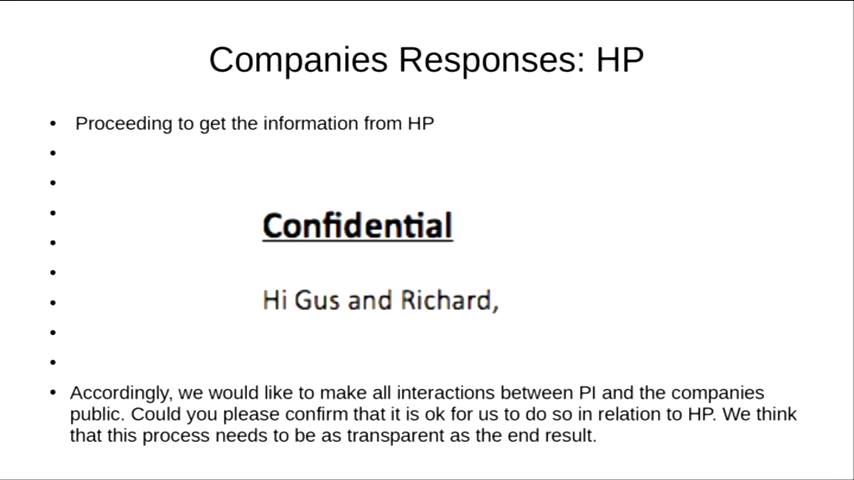 Companies Responses: HP
• Proceeding to get the information from HP
•
•
•
•
•
•
•
•
Confidential
Hi Gus and Richard,
• Accordingly, we would like to make all interactions between PI and the companies
public. Could you please confirm that it is ok for us to do so in relation to HP. We think
that this process needs to be as transparent as the end result.